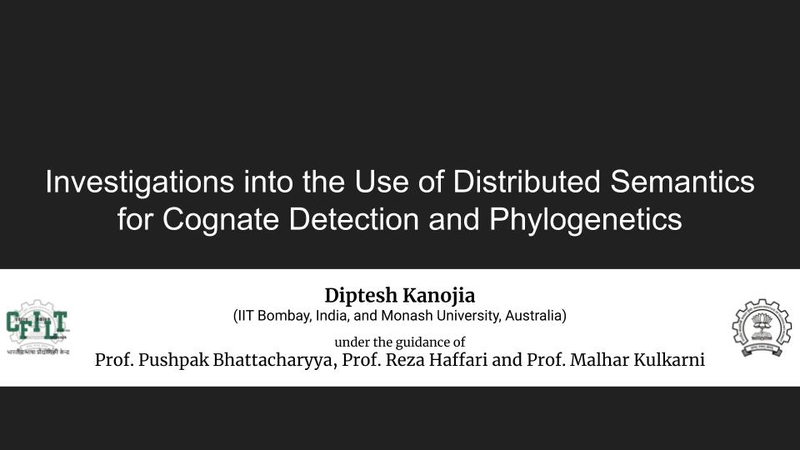 Investigations into the Use of Distributed Semantics
for Cognate Detection and Phylogenetics
Diptesh Kanojia
(IIT Bombay, India, and Monash University, Australia)
under the guidance of
Prof. Pushpak Bhattacharyya, Prof. Reza Haffari and Prof. Malhar Kulkarni
CFILT